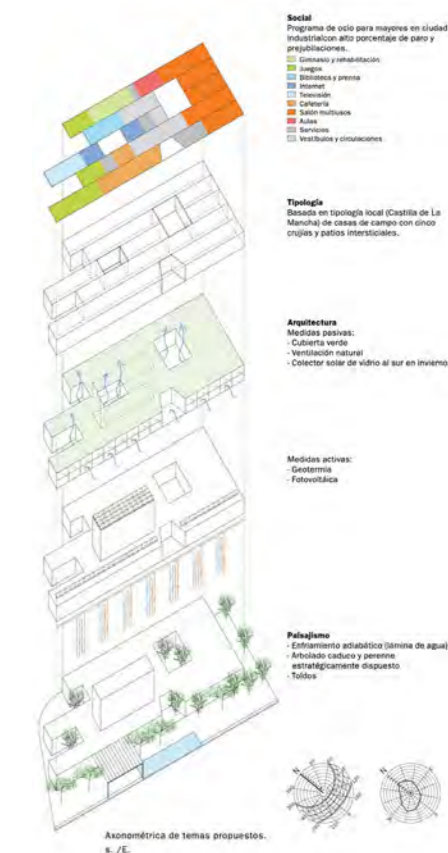 Social
Programa de ocio para mayores en ciudad
industrialcon alto porcentaje de paro y
prejubilaciones.
Gimnasio y rehabilitación
Juegos
Biblioteca y prensa
Internet
Televisión
Cafetería
Salón multiusos
Aulas
Servicios
Vestíbulos y circulaciones
Tipología
Basada en tipología local (Castilla de La
Mancha) de casas de campo con cinco
crujías y patios intersticiales.
Arquitectura
Medidas pasivas:
- Cubierta verde
- Ventilación natural
- Colector solar de vidrio al sur en invierno
Medidas activas:
- Geotermia
- Fotovoltáica
Paisajismo
- Enfriamiento adiabático (lámina de agua)
- Arbolado caduco y perenne
estratégicamente dispuesto
- Toldos
N
N
Axonométrica de temas propuestos.
s. /E.